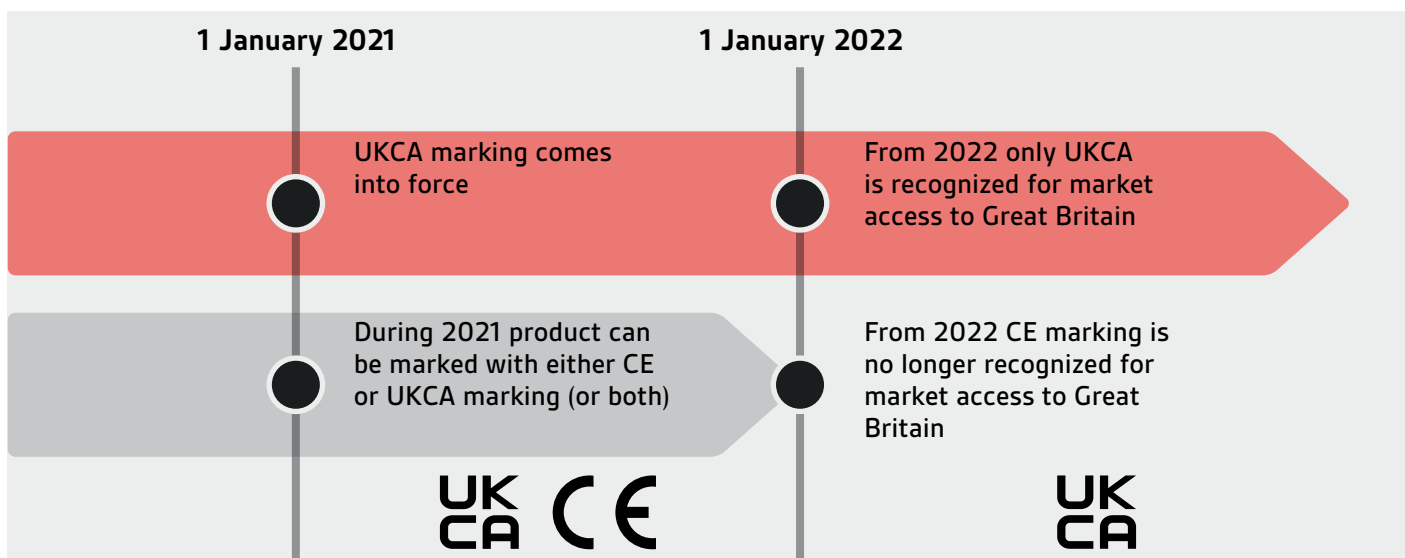 1 January 2021
1 January 2022
UKCA marking comes
into force
From 2022 only UKCA
is recognized for market
access to Great Britain
During 2021 product can
be marked with either CE
or UKCA marking (or both)
From 2022 CE marking is
no longer recognized for
market access to Great
Britain
UK
CA
CE
UK
CA